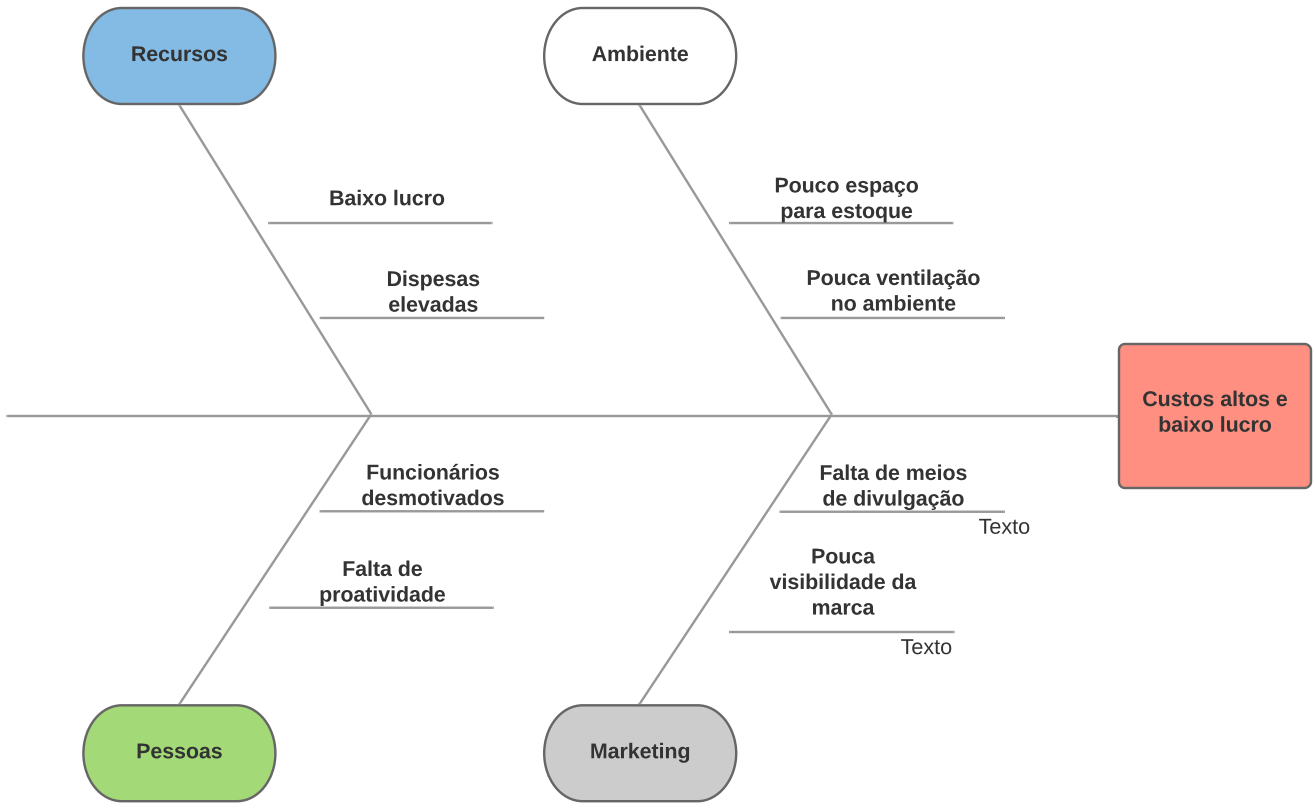 Recursos
Ambiente
Baixo lucro
Pouco espaço
para estoque
Dispesas
elevadas
Pouca ventilação
no ambiente
Custos altos e
baixo lucro
Funcionários
desmotivados
Falta de meios
de divulgação
Texto
Falta de
proatividade
Pouca
visibilidade da
marca
Texto
Pessoas
Marketing